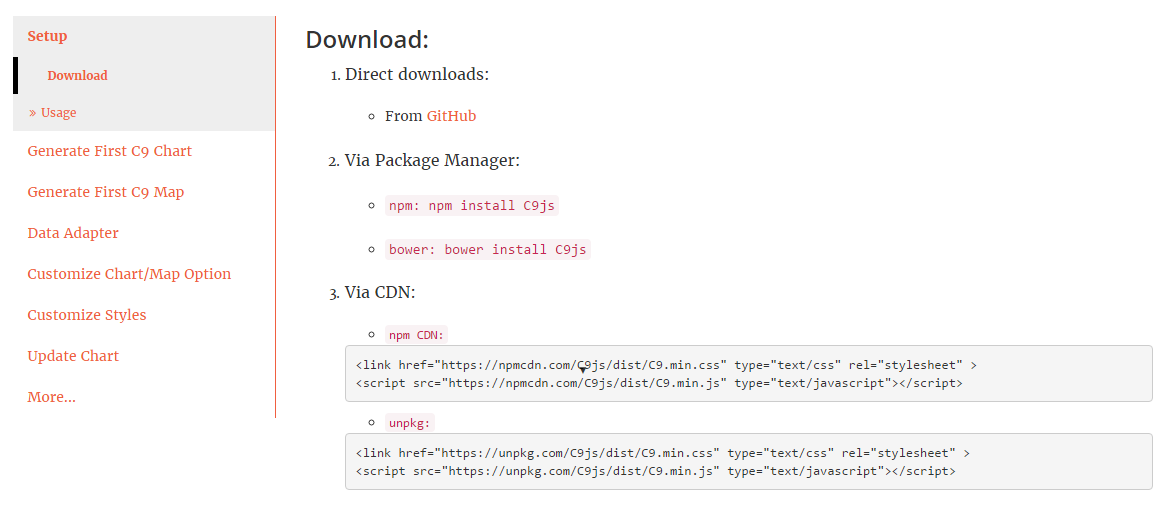 Setup
Download
» Usage
Generate First C9 Chart
Generate First C9 Map
Data Adapter
Customize Chart/Map Option
Customize Styles
Update Chart
More...
Download:
1. Direct downloads:
From GitHub
2. Via Package Manager:
npm: npm install C9js
bower: bower install C9js
3. Via CDN:
npm CDN:
<link href="https://npmcdn.com/C9js/dist/C9.min.css" type="text/css" rel="stylesheet" >
<script src="https://npmcdn.com/C9js/dist/C9.min.js" type="text/javascript"></script>
unpkg:
<link href="https://unpkg.com/C9js/dist/C9.min.css" type="text/css" rel="stylesheet" >
<script src="https://unpkg.com/C9js/dist/C9.min.js" type="text/javascript"></script>